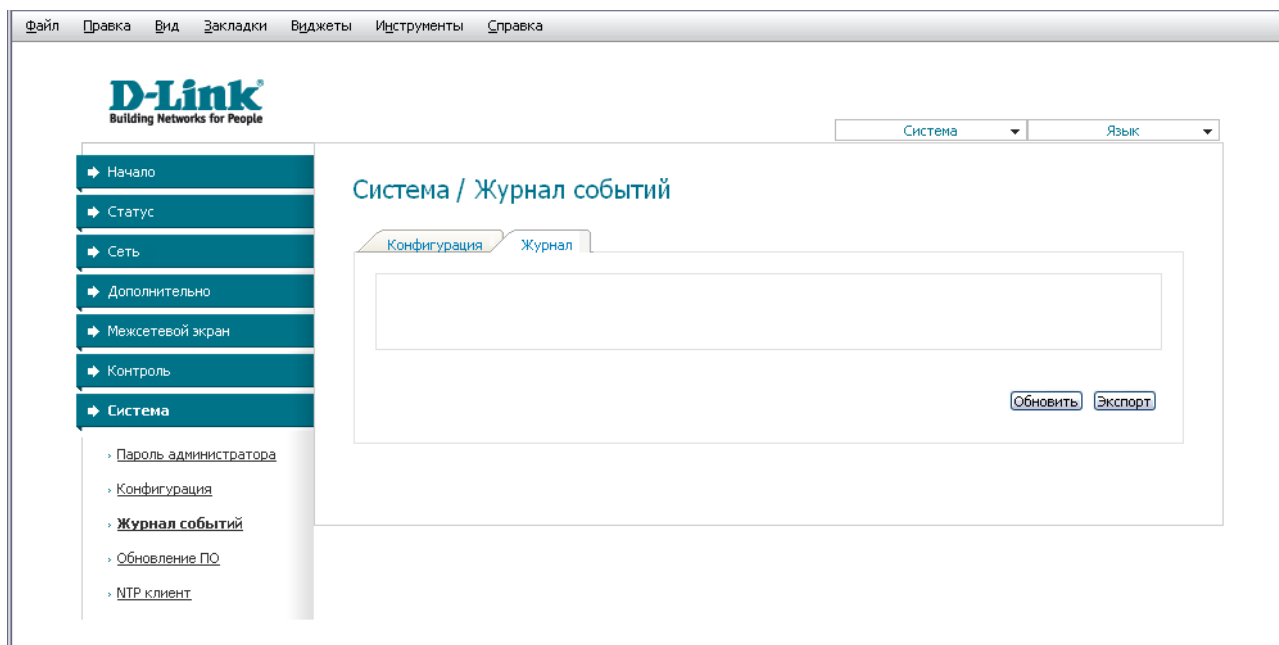 Файл Правка Вид Закладки Виджеты Инструменты Справка
D-Link®
Building Networks for People
Система Язык
Начало
Статус
Сеть
Дополнительно
Межсетевой экран
Контроль
Система
Пароль администратора
Конфигурация
Журнал событий
Обновление ПО
NTP клиент
Система / Журнал событий
Конфигурация Журнал
Обновить Экспорт